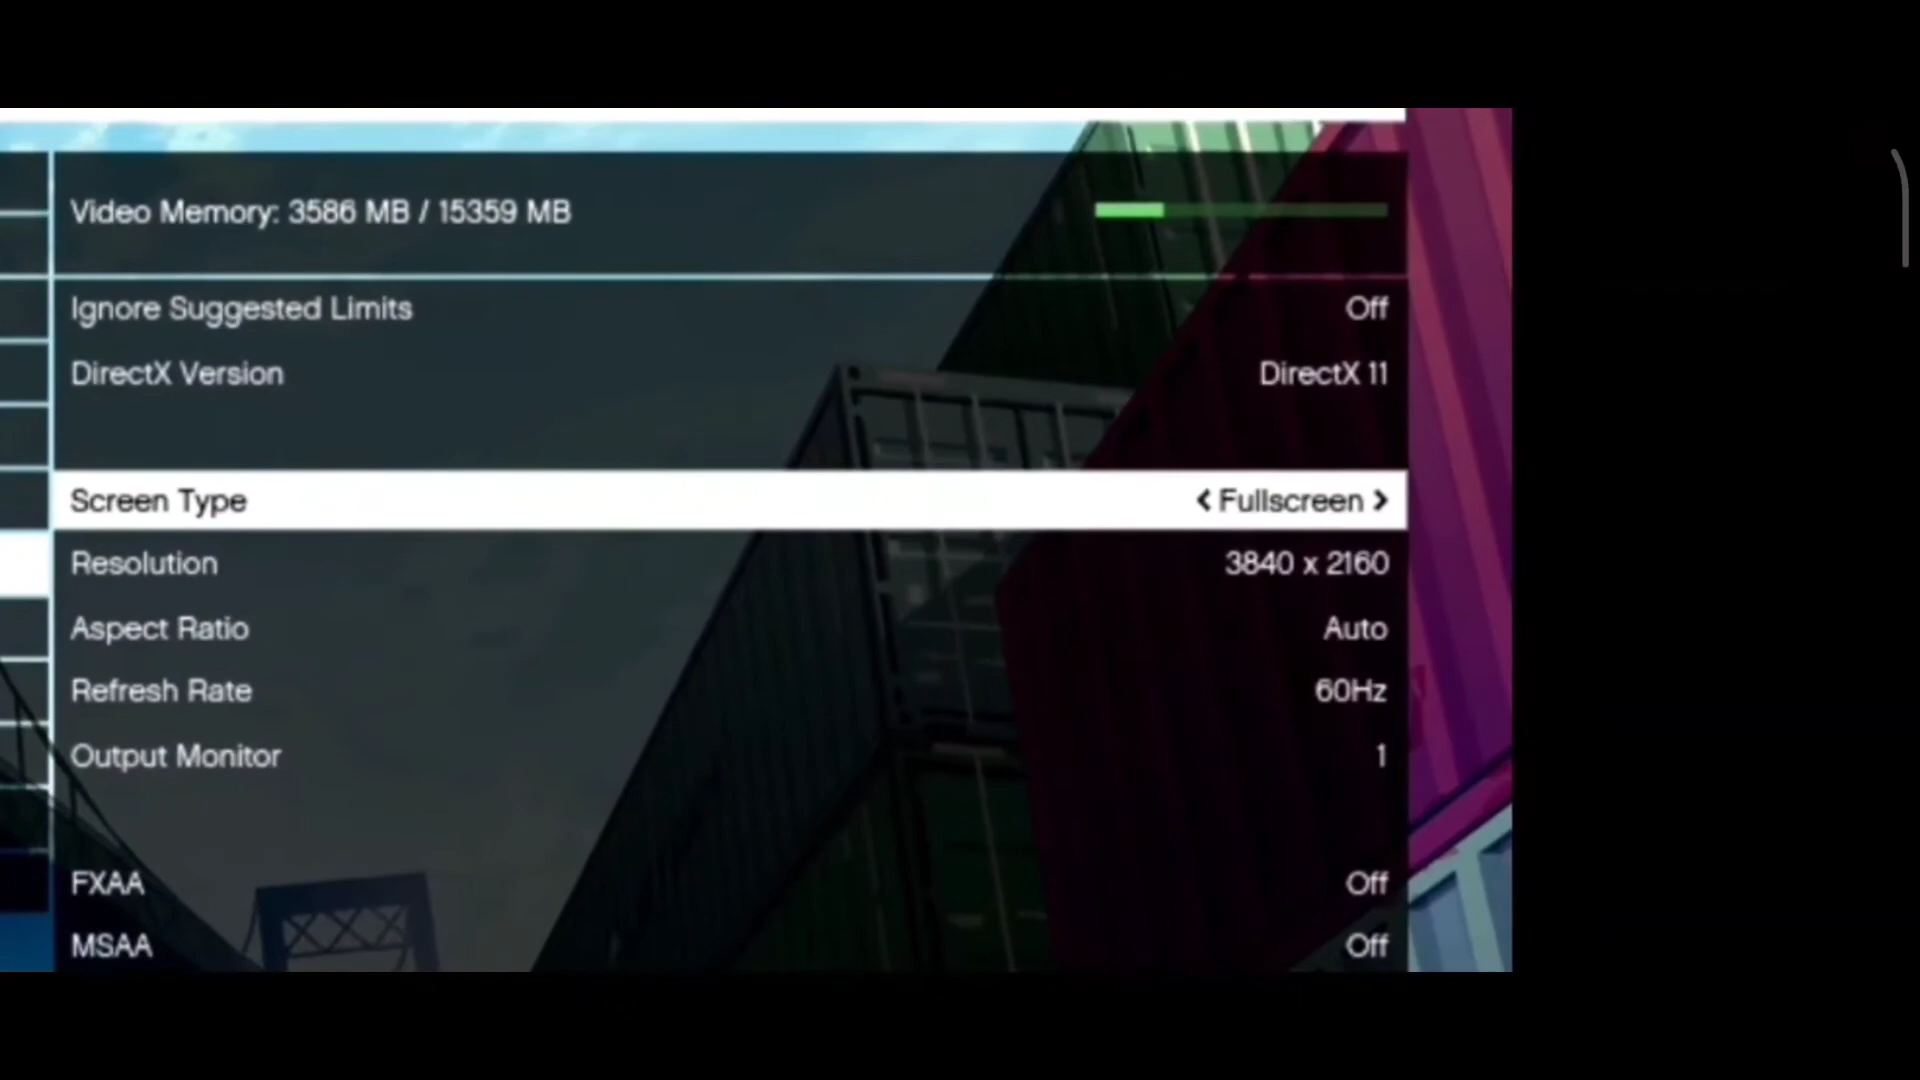 Video Memory: 3586 MB / 15359 MB
Ignore Suggested Limits Off
DirectX Version DirectX 11
Screen Type < Fullscreen >
Resolution 3840 x 2160
Aspect Ratio Auto
Refresh Rate 60Hz
Output Monitor 1
FXAA Off
MSAA Off